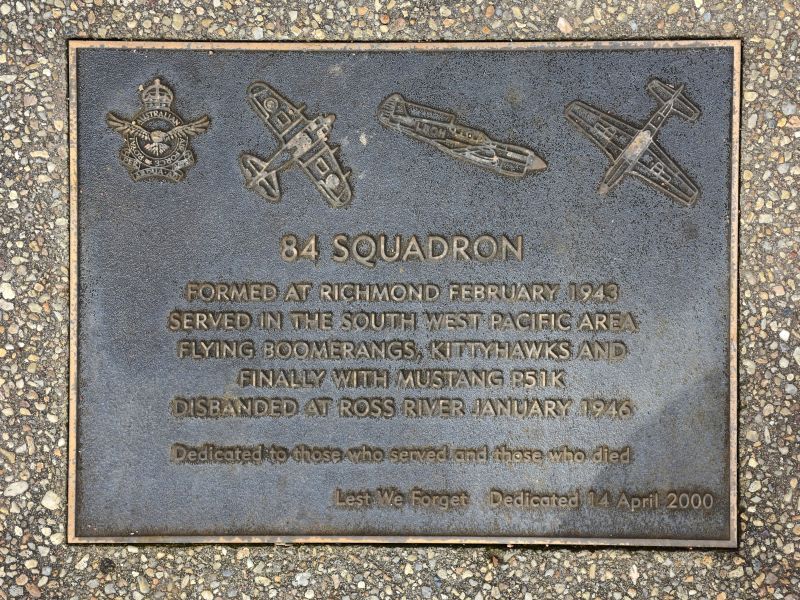 AUSTRALIAN
84 SQUADRON
FORMED AT RICHMOND FEBRUARY 1943
SERVED IN THE SOUTH WEST PACIFIC AREA
FLYING BOOMERANGS, KITTYHAWKS AND
FINALLY WITH MUSTANG P51K
DISBANDED AT ROSS RIVER JANUARY 1946
Dedicated to those who served and those who died
Lest We Forget Dedicated 14 April 2000